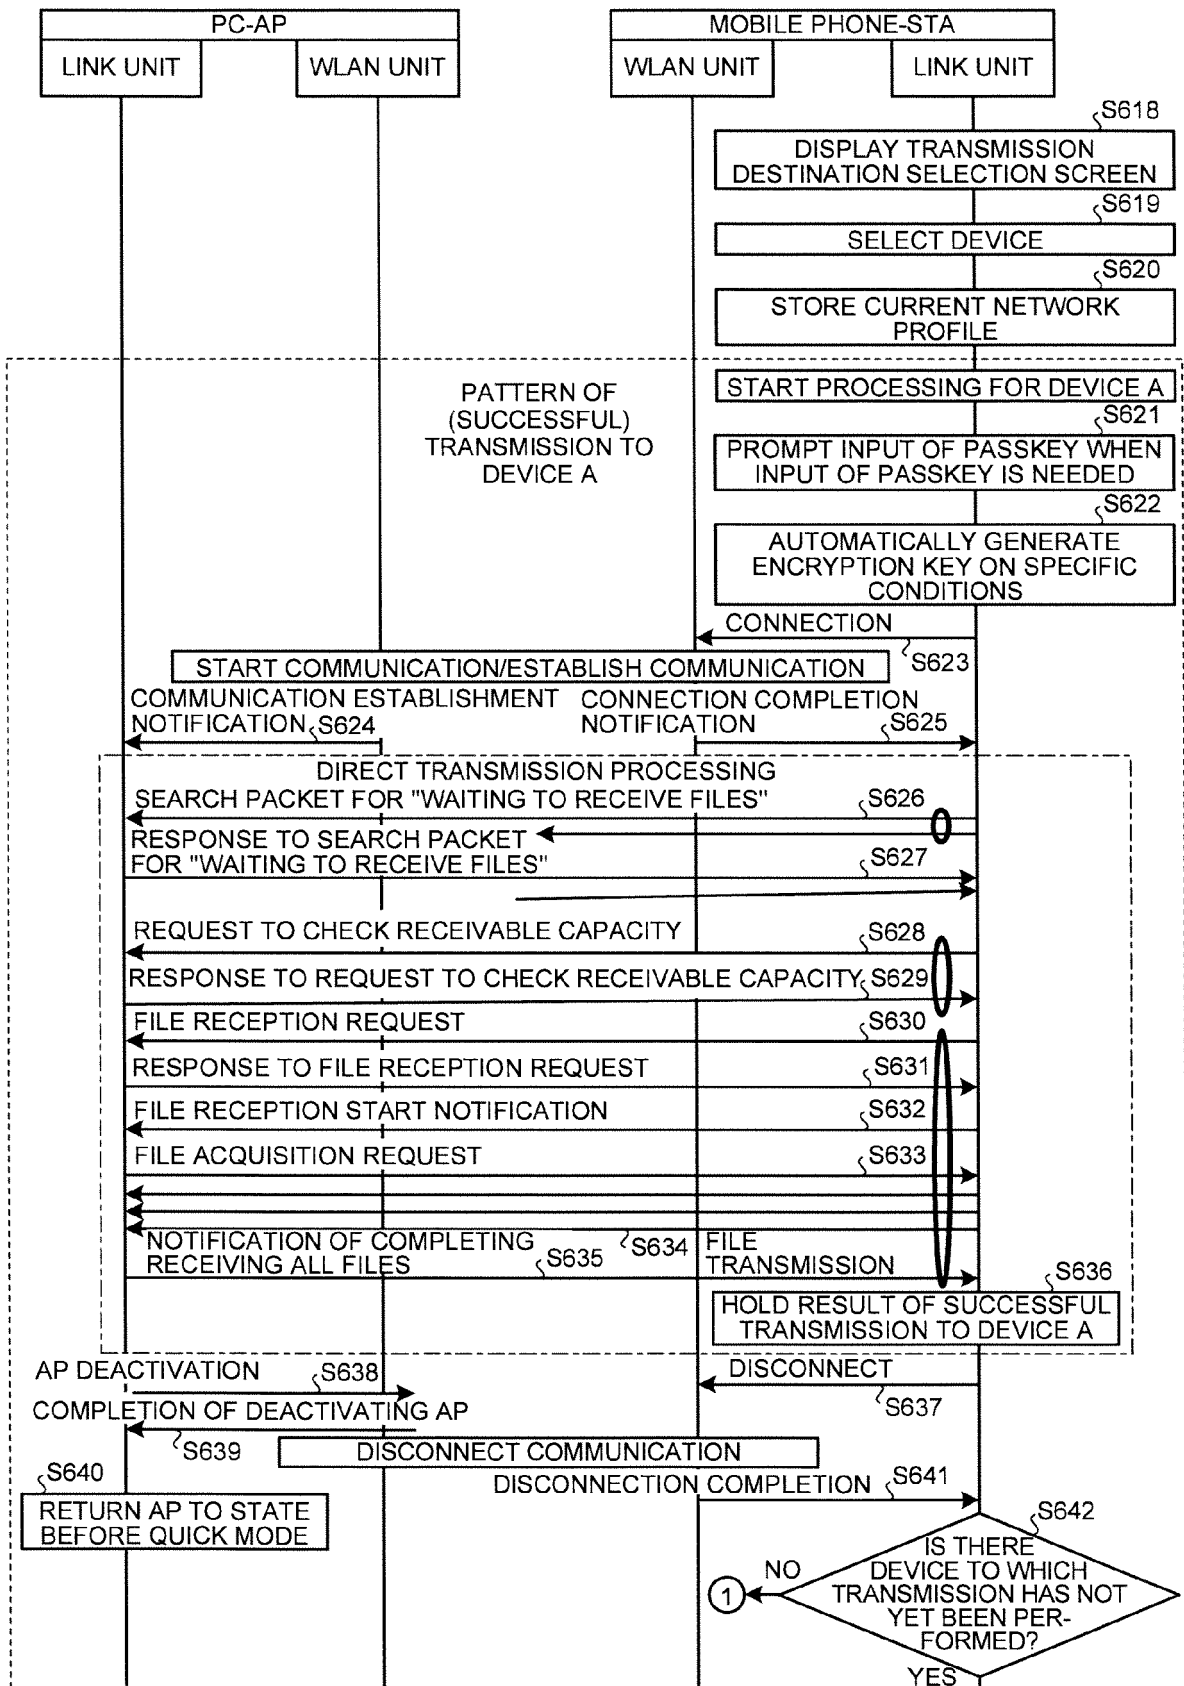 PC-AP
MOBILE PHONE-STA
LINK UNIT
WLAN UNIT
WLAN UNIT
LINK UNIT
S618
DISPLAY TRANSMISSION
DESTINATION SELECTION SCREEN
S619
SELECT DEVICE
S620
STORE CURRENT NETWORK
PROFILE
PATTERN OF
(SUCCESSFUL)
TRANSMISSION TO
DEVICE A
START PROCESSING FOR DEVICE A
S621
PROMPT INPUT OF PASSKEY WHEN
INPUT OF PASSKEY IS NEEDED
S622
AUTOMATICALLY GENERATE
ENCRYPTION KEY ON SPECIFIC
CONDITIONS
CONNECTION
S623
START COMMUNICATION/ESTABLISH COMMUNICATION
COMMUNICATION ESTABLISHMENT
NOTIFICATION
S624
CONNECTION COMPLETION
NOTIFICATION
S625
DIRECT TRANSMISSION PROCESSING
SEARCH PACKET FOR "WAITING TO RECEIVE FILES"
S626
RESPONSE TO SEARCH PACKET
FOR "WAITING TO RECEIVE FILES"
S627
REQUEST TO CHECK RECEIVABLE CAPACITY
S628
RESPONSE TO REQUEST TO CHECK RECEIVABLE CAPACITY
S629
FILE RECEPTION REQUEST
S630
RESPONSE TO FILE RECEPTION REQUEST
S631
FILE RECEPTION START NOTIFICATION
S632
FILE ACQUISITION REQUEST
S633
S634
FILE
TRANSMISSION
NOTIFICATION OF COMPLETING
RECEIVING ALL FILES
S635
S636
HOLD RESULT OF SUCCESSFUL
TRANSMISSION TO DEVICE A
AP DEACTIVATION
S638
DISCONNECT
S637
COMPLETION OF DEACTIVATING AP
S639
DISCONNECT COMMUNICATION
S640
RETURN AP TO STATE
BEFORE QUICK MODE
DISCONNECTION COMPLETION
S641
S642
IS THERE
DEVICE TO WHICH
TRANSMISSION HAS NOT
YET BEEN PER-
FORMED?
NO
1
YES